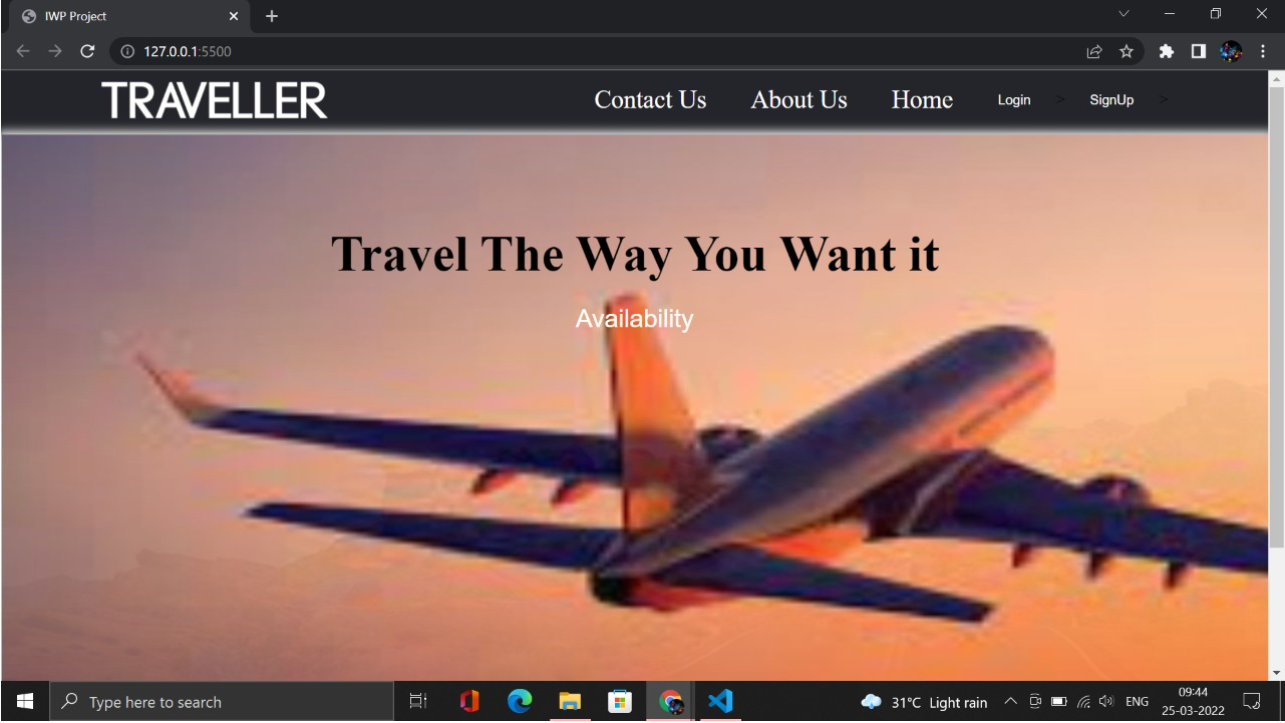 IWP Project
127.0.0.1:5500
TRAVELLER Contact Us About Us Home Login > SignUp >
Travel The Way You Want it
Availability
Type here to search 31°C Light rain ENG 09:44
25-03-2022